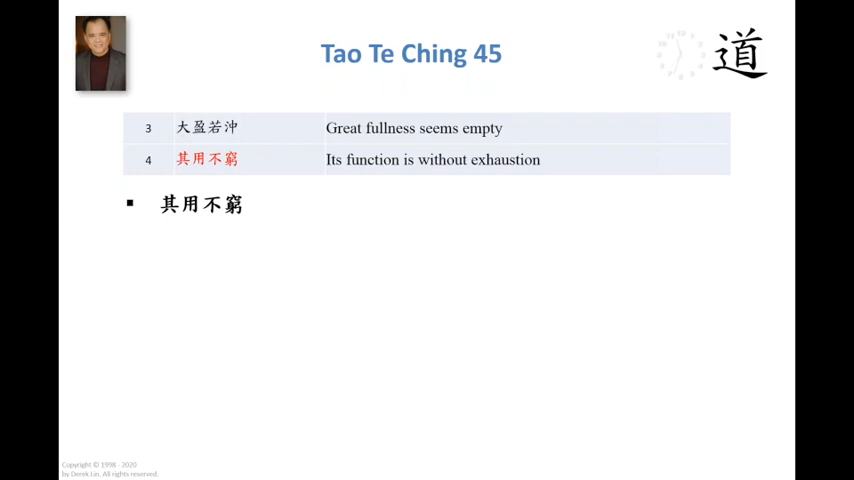 Tao Te Ching 45
道
3 大盈若沖 Great fullness seems empty
4 其用不窮 Its function is without exhaustion
▪ 其用不窮
Copyright © 1998 - 2020
by Derek Lin. All rights reserved.